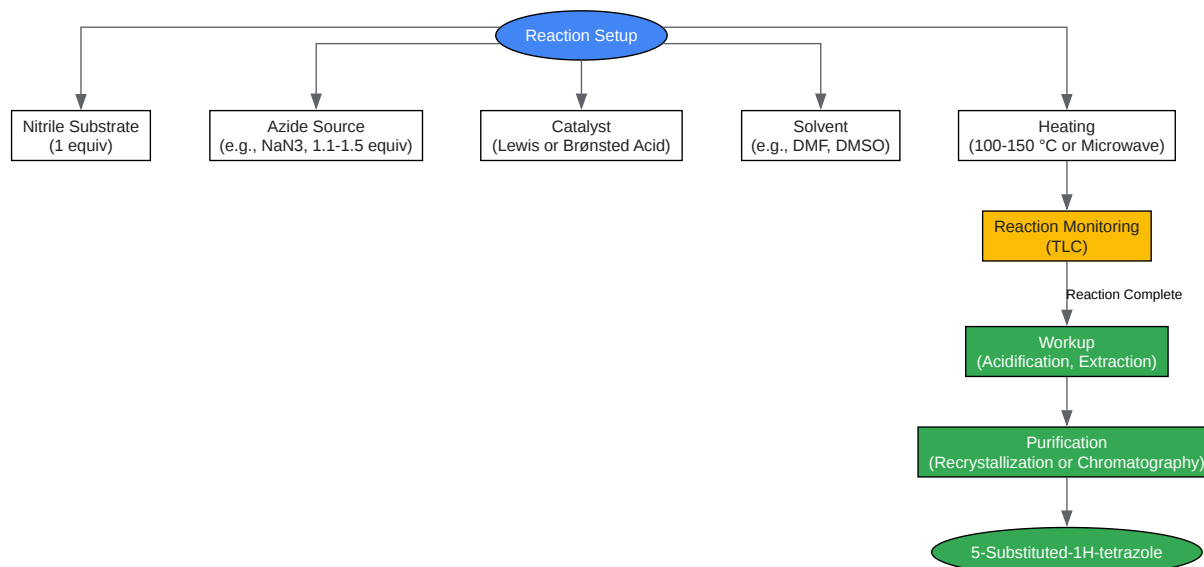 Reaction Setup
Nitrile Substrate
(1 equiv)
Azide Source
(e.g., NaN3, 1.1-1.5 equiv)
Catalyst
(Lewis or Brønsted Acid)
Solvent
(e.g., DMF, DMSO)
Heating
(100-150 °C or Microwave)
Reaction Monitoring
(TLC)
Reaction Complete
Workup
(Acidification, Extraction)
Purification
(Recrystallization or Chromatography)
5-Substituted-1H-tetrazole